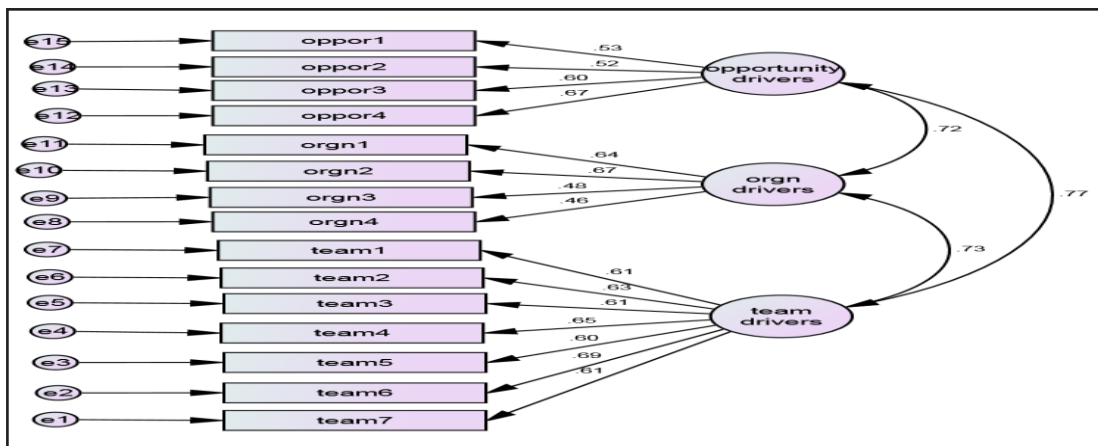 e15
oppor1
.53
e14
oppor2
.52
e13
oppor3
.60
e12
oppor4
.67
opportunity
drivers
e11
orgn1
.64
e10
orgn2
.67
e9
orgn3
.48
e8
orgn4
.46
orgn
drivers
.72
.77
.73
e7
team1
.61
e6
team2
.63
e5
team3
.61
e4
team4
.65
e3
team5
.60
e2
team6
.69
e1
team7
.61
team
drivers